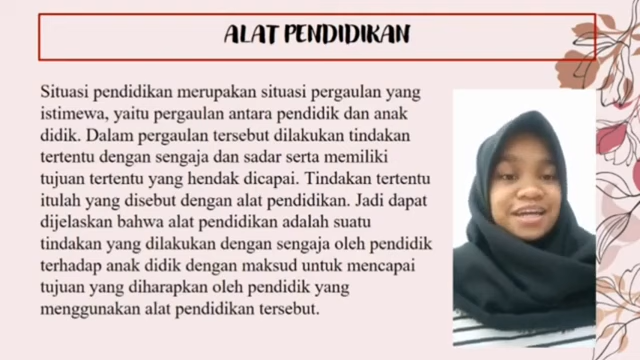 ALAT PENDIDIKAN
Situasi pendidikan merupakan situasi pergaulan yang
istimewa, yaitu pergaulan antara pendidik dan anak
didik. Dalam pergaulan tersebut dilakukan tindakan
tertentu dengan sengaja dan sadar serta memiliki
tujuan tertentu yang hendak dicapai. Tindakan tertentu
itulah yang disebut dengan alat pendidikan. Jadi dapat
dijelaskan bahwa alat pendidikan adalah suatu
tindakan yang dilakukan dengan sengaja oleh pendidik
terhadap anak didik dengan maksud untuk mencapai
tujuan yang diharapkan oleh pendidik yang
menggunakan alat pendidikan tersebut.